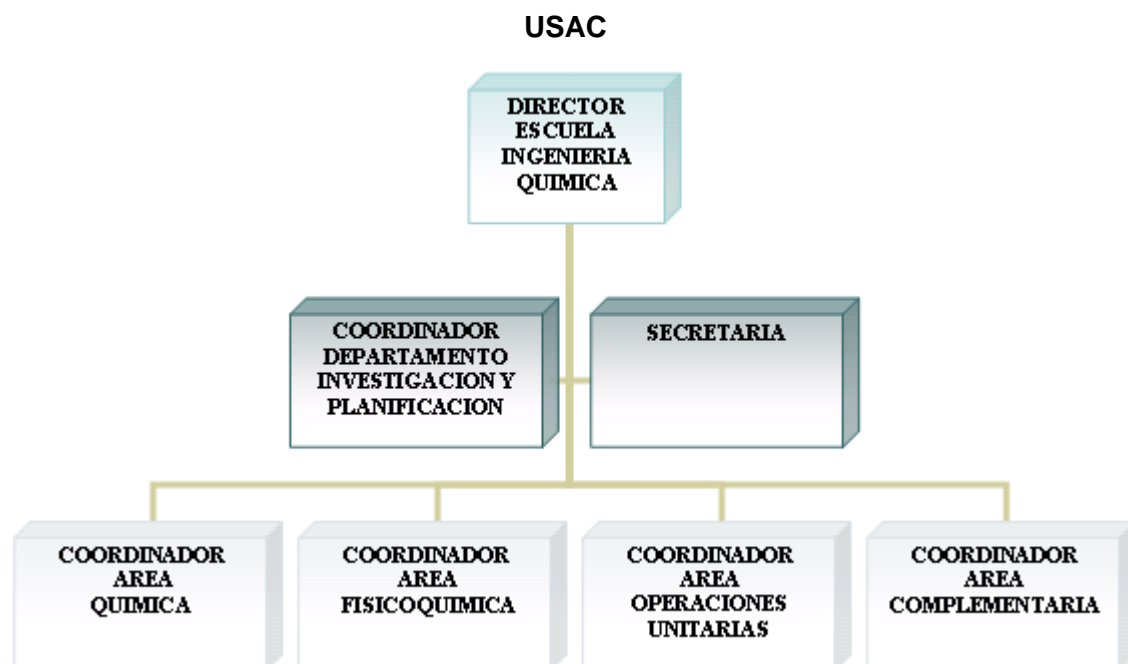 USAC
DIRECTOR
ESCUELA
INGENIERIA
QUIMICA
COORDINADOR
DEPARTAMENTO
INVESTIGACION Y
PLANIFICACION
SECRETARIA
COORDINADOR
AREA
QUIMICA
COORDINADOR
AREA
FISICOQUIMICA
COORDINADOR
AREA
OPERACIONES
UNITARIAS
COORDINADOR
AREA
COMPLEMENTARIA